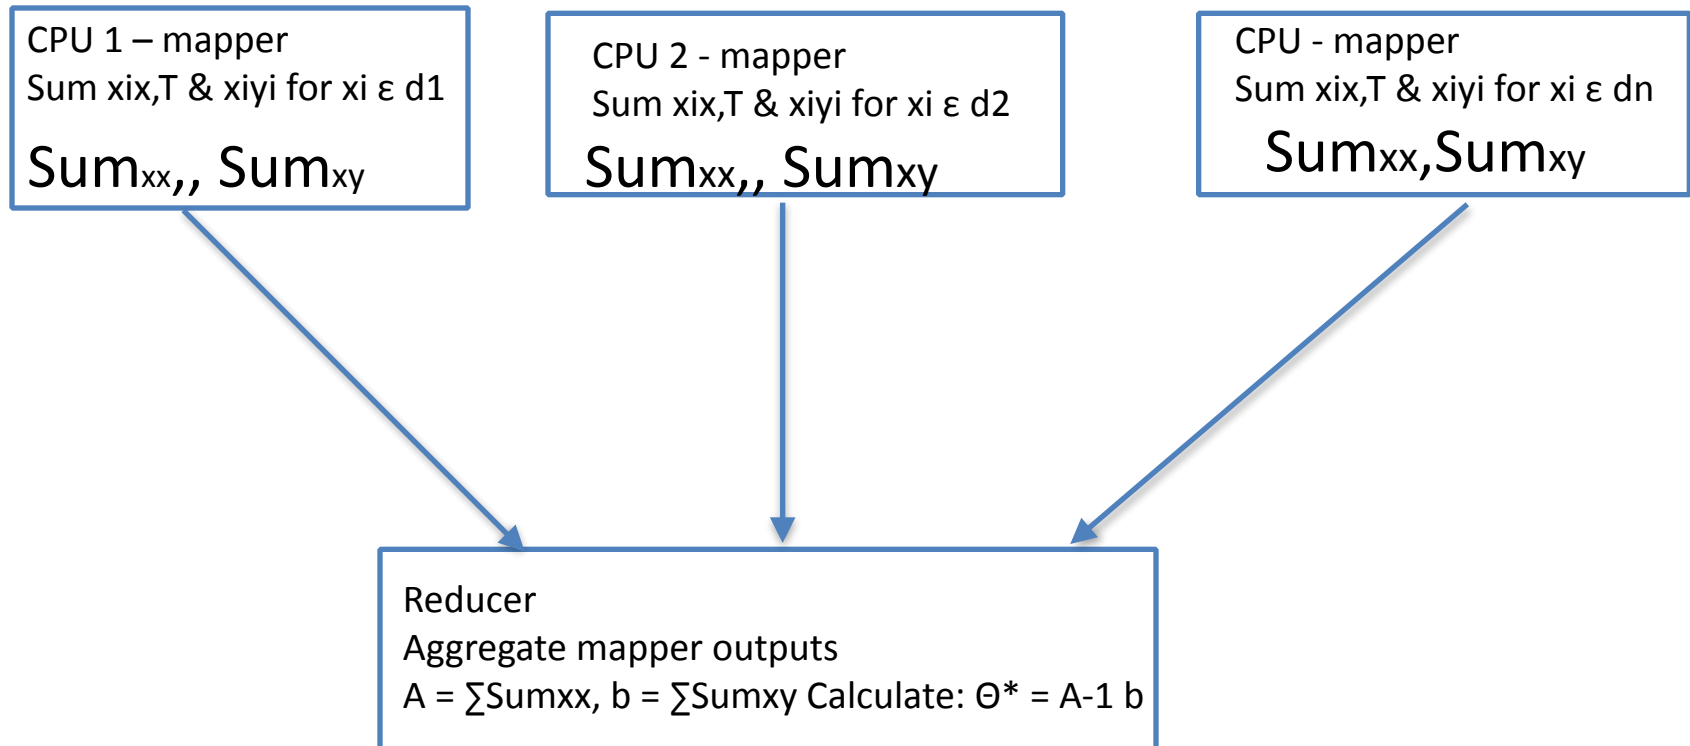 CPU 1 – mapper
Sum xix,T & xiyi for xi ε d1
Sumxx,, Sumxy
CPU 2 - mapper
Sum xix,T & xiyi for xi ε d2
Sumxx,, Sumxy
CPU - mapper
Sum xix,T & xiyi for xi ε dn
Sumxx,Sumxy
Reducer
Aggregate mapper outputs
A = ∑Sumxx, b = ∑Sumxy Calculate: Θ* = A-1 b